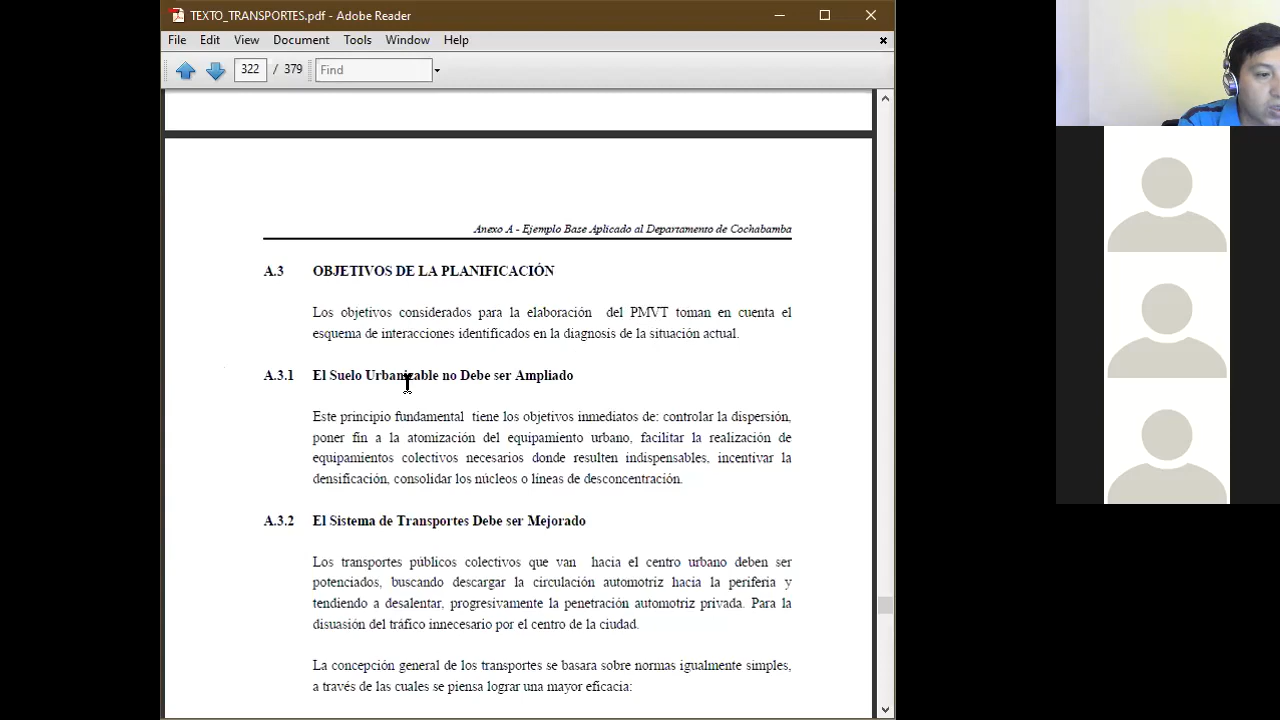 TEXTO_TRANSPORTES.pdf - Adobe Reader
File Edit View Document Tools Window Help
322 / 379 Find
Anexo A - Ejemplo Base Aplicado al Departamento de Cochabamba
A.3 OBJETIVOS DE LA PLANIFICACIÓN
Los objetivos considerados para la elaboración del PMVT toman en cuenta el
esquema de interacciones identificados en la diagnosis de la situación actual.
A.3.1 El Suelo Urbanizable no Debe ser Ampliado
Este principio fundamental tiene los objetivos inmediatos de: controlar la dispersión,
poner fin a la atomización del equipamiento urbano, facilitar la realización de
equipamientos colectivos necesarios donde resulten indispensables, incentivar la
densificación, consolidar los núcleos o líneas de desconcentración.
A.3.2 El Sistema de Transportes Debe ser Mejorado
Los transportes públicos colectivos que van hacia el centro urbano deben ser
potenciados, buscando descargar la circulación automotriz hacia la periferia y
tendiendo a desalentar, progresivamente la penetración automotriz privada. Para la
disuasión del tráfico innecesario por el centro de la ciudad.
La concepción general de los transportes se basara sobre normas igualmente simples,
a través de las cuales se piensa lograr una mayor eficacia: